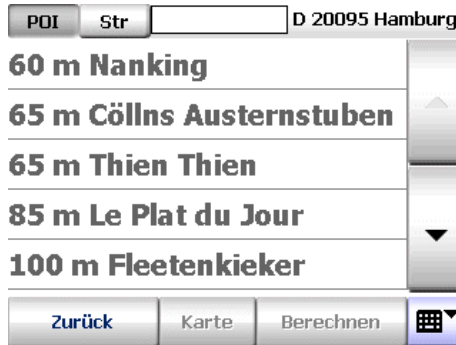 POI Str D 20095 Hamburg
60 m Nanking
65 m Cöllns Austernstuben
65 m Thien Thien
85 m Le Plat du Jour
100 m Fleetenkieker
Zurück Karte Berechnen